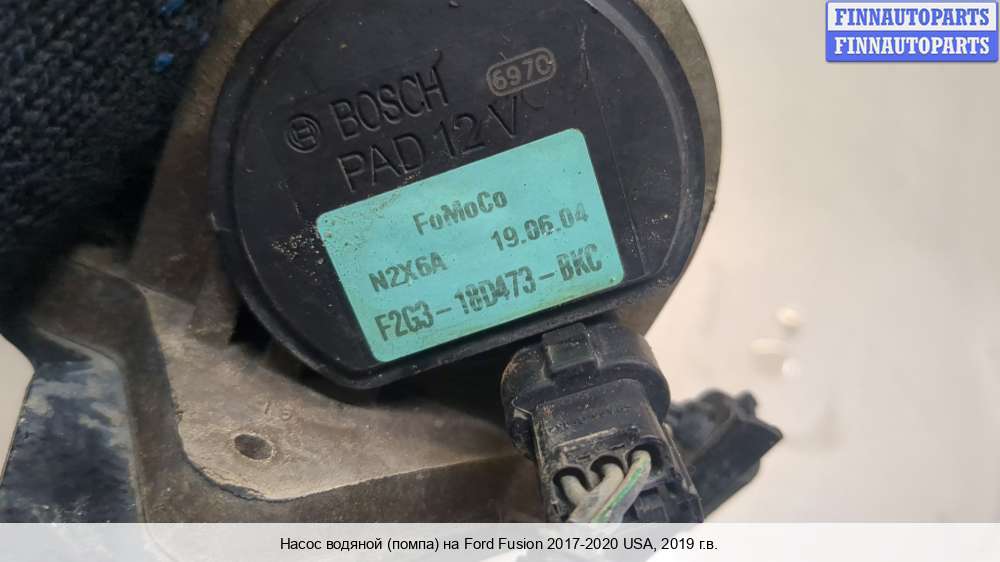 FINNAUTOPARTS
FINNAUTOPARTS
BOSCH
6970
PAD 12 V
FoMoCo
N2X6A 19.06.04
F2G3-18D473-BKC
Насос водяной (помпа) на Ford Fusion 2017-2020 USA, 2019 г.в.